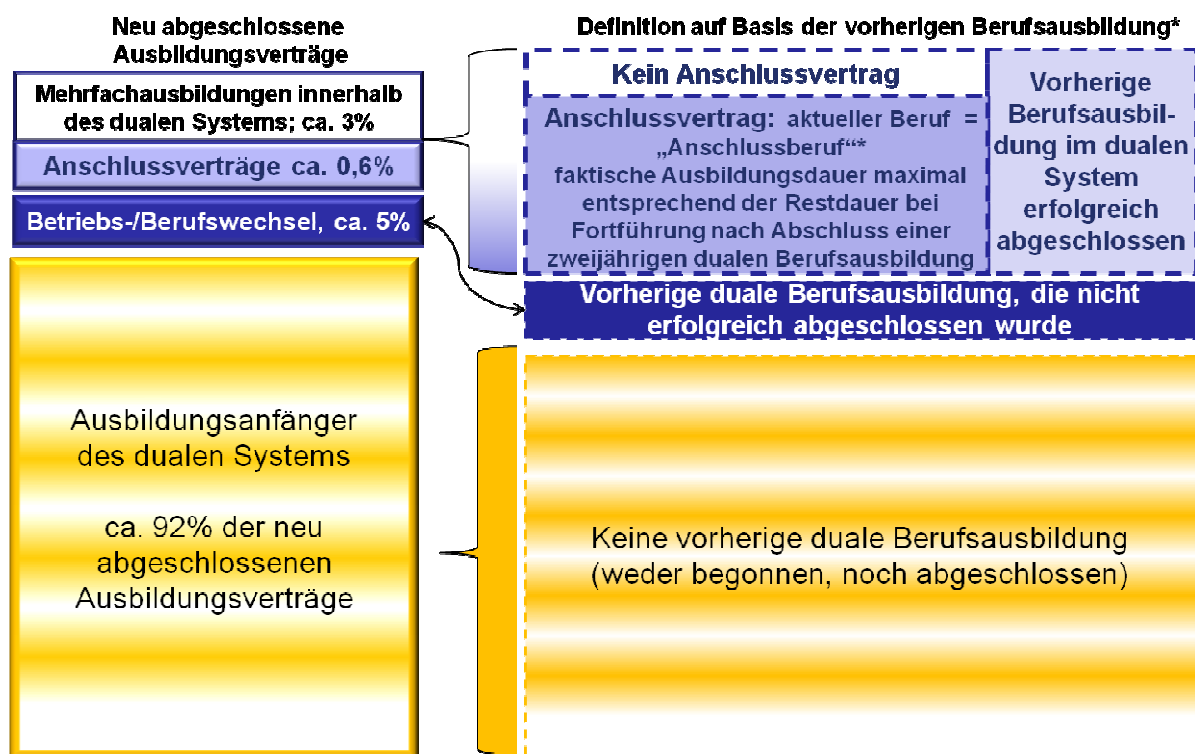 Neu abgeschlossene
Ausbildungsverträge
Mehrfachausbildungen innerhalb
des dualen Systems; ca. 3%
Anschlussverträge ca. 0,6%
Betriebs-/Berufswechsel, ca. 5%
Ausbildungsanfänger
des dualen Systems
ca. 92% der neu
abgeschlossenen
Ausbildungsverträge
Definition auf Basis der vorherigen Berufsausbildung*
Kein Anschlussvertrag
Anschlussvertrag: aktueller Beruf =
„Anschlussberuf“*
faktische Ausbildungsdauer maximal
entsprechend der Restdauer bei
Fortführung nach Abschluss einer
zweijährigen dualen Berufsausbildung
Vorherige
Berufsausbil-
dung im dualen
System
erfolgreich
abgeschlossen
Vorherige duale Berufsausbildung, die nicht
erfolgreich abgeschlossen wurde
Keine vorherige duale Berufsausbildung
(weder begonnen, noch abgeschlossen)